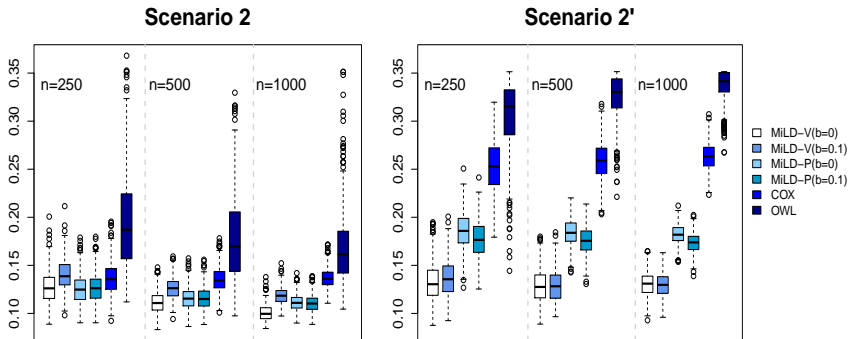 Scenario 2
Scenario 2'
0.35
0.30
0.25
0.20
0.15
0.10
n=250
n=500
n=1000
0.35
0.30
0.25
0.20
0.15
0.10
n=250
n=500
n=1000
MiLD−V(b=0)
MiLD−V(b=0.1)
MiLD−P(b=0)
MiLD−P(b=0.1)
COX
OWL